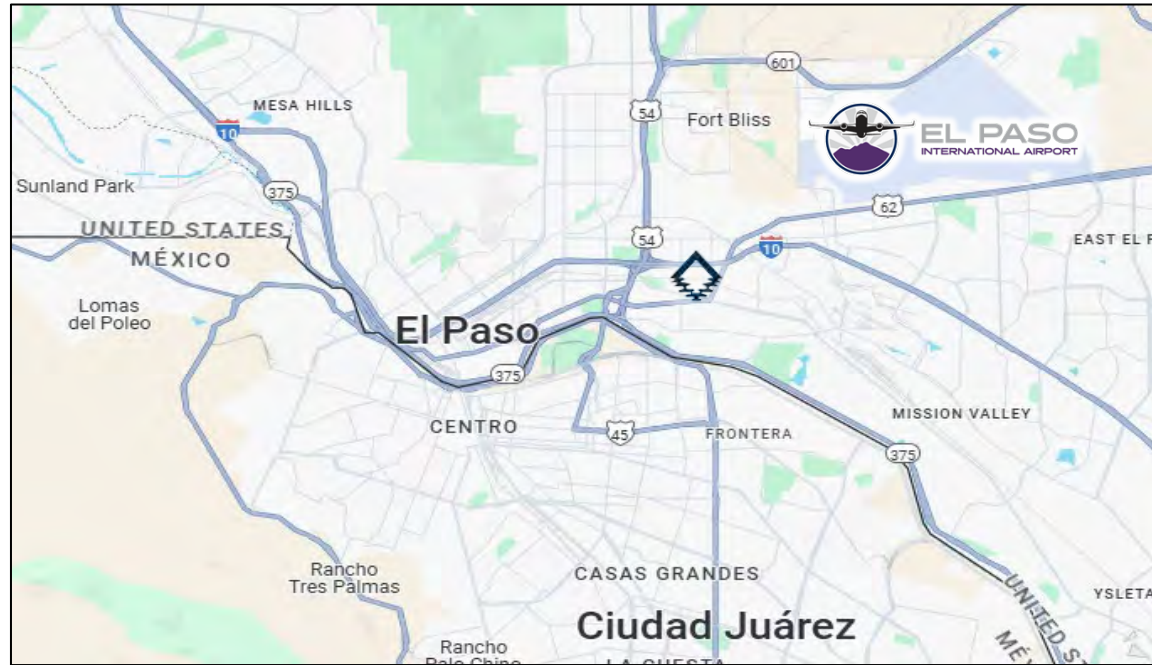 601
MESA HILLS
54
Fort Bliss
EL PASO
INTERNATIONAL AIRPORT
10
Sunland Park
375
62
UNITED STATES
54
10
EAST EL
MÉXICO
Lomas
del Poleo
El Paso
375
MISSION VALLEY
CENTRO
45
FRONTERA
375
Rancho
Tres Palmas
CASAS GRANDES
YSLETA
UNITED S
Ciudad Juárez
Rancho
LA CUESTA